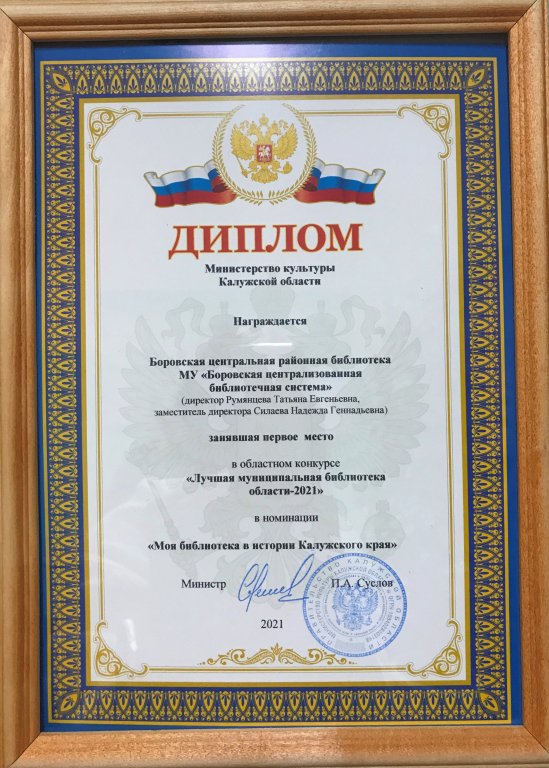 ДИПЛОМ
Министерство культуры
Калужской области
Награждается
Боровская центральная районная библиотека
МУ «Боровская централизованная
библиотечная система»
(директор Румянцева Татьяна Евгеньевна,
заместитель директора Силаева Надежда Геннадьевна)
занявшая первое место
в областном конкурсе
«Лучшая муниципальная библиотека
области-2021»
в номинации
«Моя библиотека в истории Калужского края»
Министр П.А. Суслов
2021